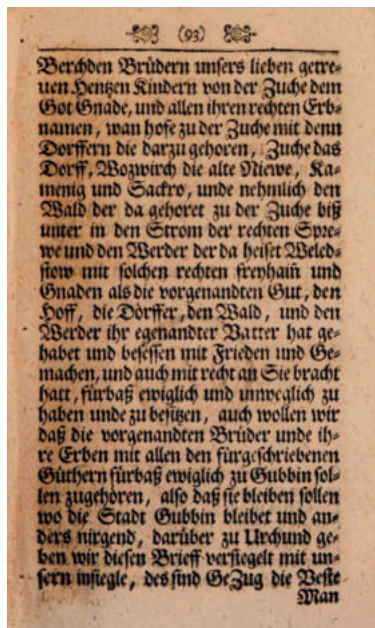 (93)
Berchden Brüdern unsers lieben getre-
uen Hentzen Kindern von der Zuche dem
Got Gnade, und allen ihren rechten Erb-
namen, wan hofe zu der Zuche mit denn
Dorffern die darzu gehoren, Zuche das
Dorff, Wozwirch die alte Niewe, Ka-
menig und Sackro, unde nehmlich den
Wald der da gehoret zu der Zuche biß
unter in den Strom der rechten Spre-
we und den Werder der da heiset Weled-
stow mit solchen rechten freyhain und
Gnaden als die vorgenandten Gut, den
Hoff, die Dörffer, den Wald, und den
Werder ihr egenandter Vatter hat ge-
habet und besessen mit Frieden und Ge-
machen, und auch mit recht an Sie bracht
hatt, fürbaß ewiglich und unweglich zu
haben unde zu besitzen, auch wollen wir
daß die vorgenandten Brüder unde ih-
re Erben mit allen den fürgeschriebenen
Güthern fürbaß ewiglich zu Gubbin sol-
len zugehören, also daß sie bleiben sollen
wo die Stadt Gubbin bleibet und an-
ders nirgend, darüber zu Urchund ge-
ben wir diesen Brieff versiegelt mit un-
sern insiegle, des sind GeZug die Veste
Man